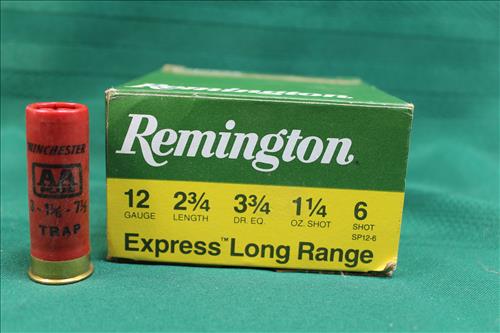 Remington
Remington
12 2¾ 3¾ 1¼ 6
GAUGE LENGTH DR. EQ. OZ. SHOT SHOT
SP12-6
Express™ Long Range
WINCHESTER
AA
3 - 1⅛ - 7½
TRAP